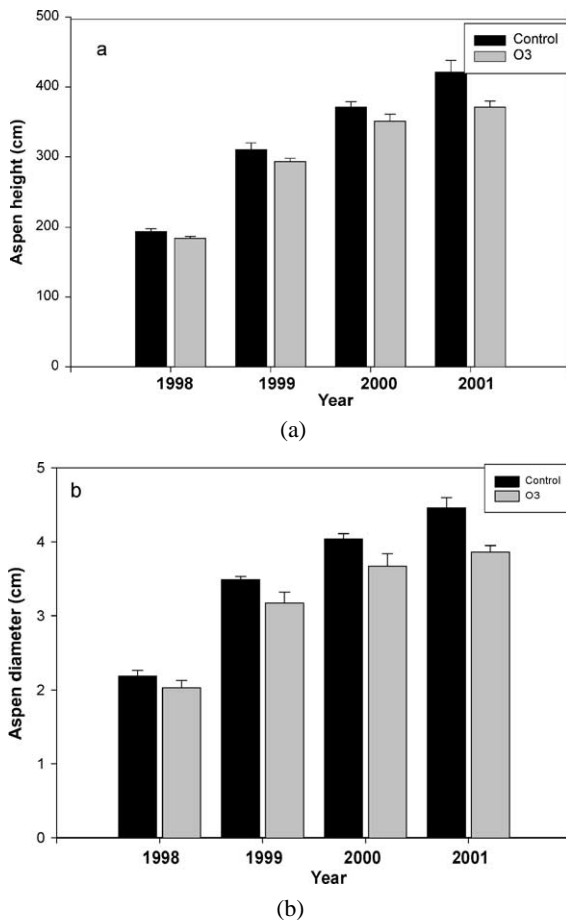 500
a
Control
O3
400
300
200
100
0
Aspen height (cm)
1998 1999 2000 2001
Year
(a)
5
b
Control
O3
4
3
2
1
0
Aspen diameter (cm)
1998 1999 2000 2001
Year
(b)